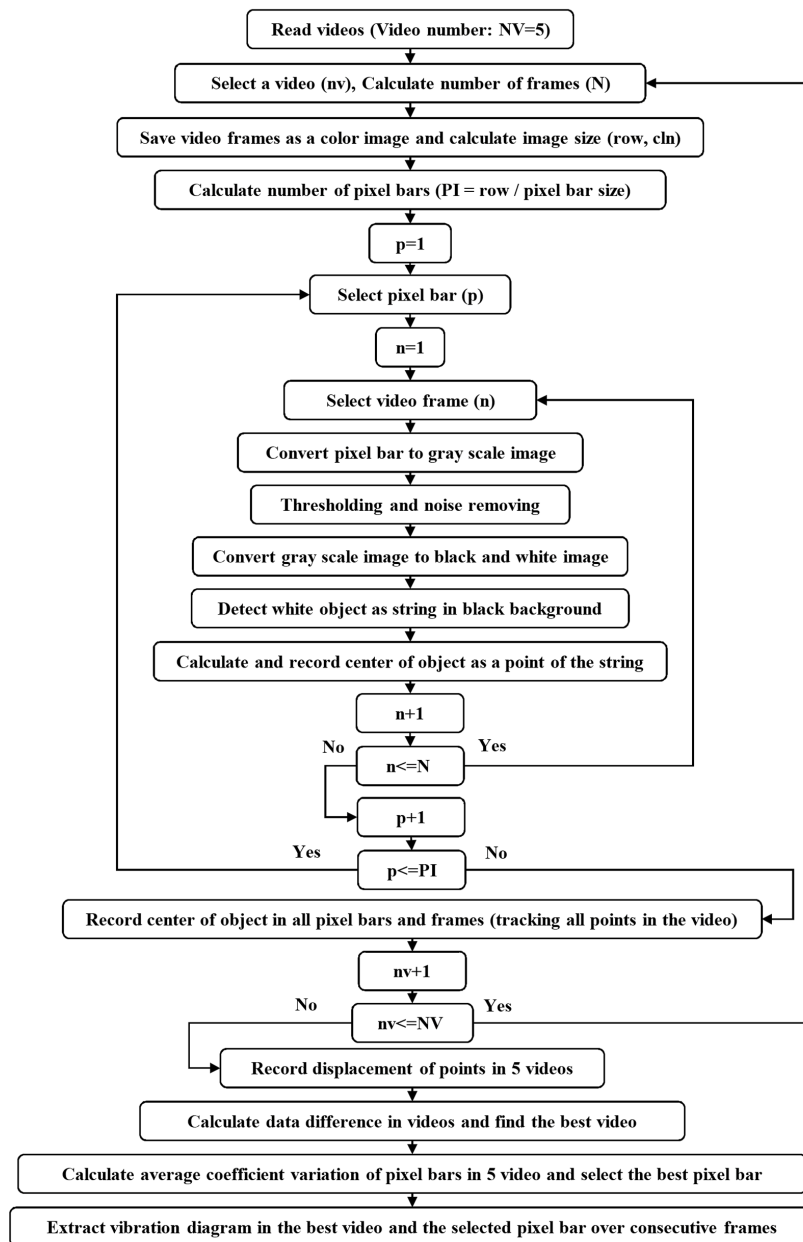 Read videos (Video number: NV=5)
Select a video (nv), Calculate number of frames (N)
Save video frames as a color image and calculate image size (row, cln)
Calculate number of pixel bars (PI = row / pixel bar size)
p=1
Select pixel bar (p)
n=1
Select video frame (n)
Convert pixel bar to gray scale image
Thresholding and noise removing
Convert gray scale image to black and white image
Detect white object as string in black background
Calculate and record center of object as a point of the string
n+1
No
Yes
n<=N
p+1
Yes
No
p<=PI
Record center of object in all pixel bars and frames (tracking all points in the video)
nv+1
No
Yes
nv<=NV
Record displacement of points in 5 videos
Calculate data difference in videos and find the best video
Calculate average coefficient variation of pixel bars in 5 video and select the best pixel bar
Extract vibration diagram in the best video and the selected pixel bar over consecutive frames